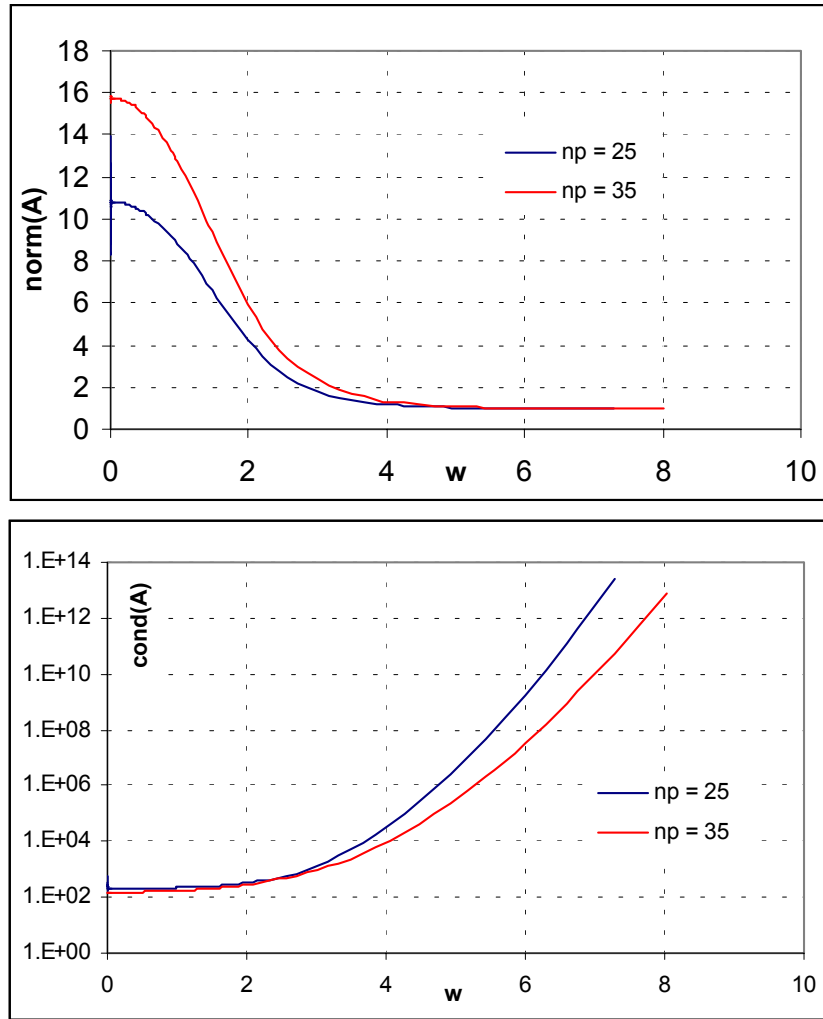 18
16
14
12
10
8
6
4
2
0
norm(A)
np = 25
np = 35
0 2 4 6 8 10
w
1.E+14
1.E+12
1.E+10
1.E+08
1.E+06
1.E+04
1.E+02
1.E+00
cond(A)
np = 25
np = 35
0 2 4 6 8 10
w